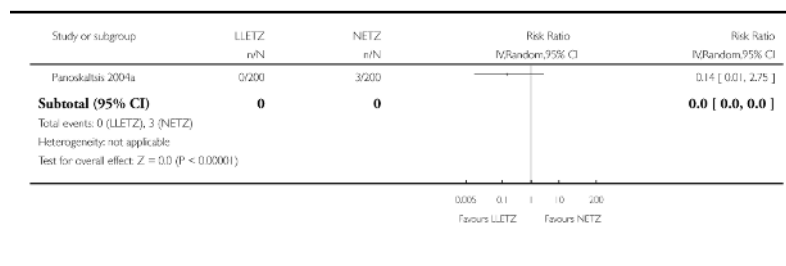 Study or subgroup LLETZ NETZ Risk Ratio Risk Ratio
n/N n/N IV,Random,95% CI IV,Random,95% CI
Panoskaltsis 2004a 0/200 3/200 0.14 [ 0.01, 2.75 ]
Subtotal (95% CI) 0 0 0.0 [ 0.0, 0.0 ]
Total events: 0 (LLETZ), 3 (NETZ)
Heterogeneity: not applicable
Test for overall effect: Z = 0.0 (P < 0.00001)
0.005 0.1 1 10 200
Favours LLETZ Favours NETZ